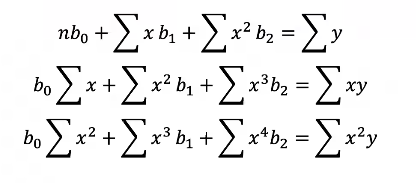 nb₀ + ∑ x b₁ + ∑ x² b₂ = ∑ y
b₀ ∑ x + ∑ x² b₁ + ∑ x³b₂ = ∑ xy
b₀ ∑ x² + ∑ x³ b₁ + ∑ x⁴b₂ = ∑ x²y